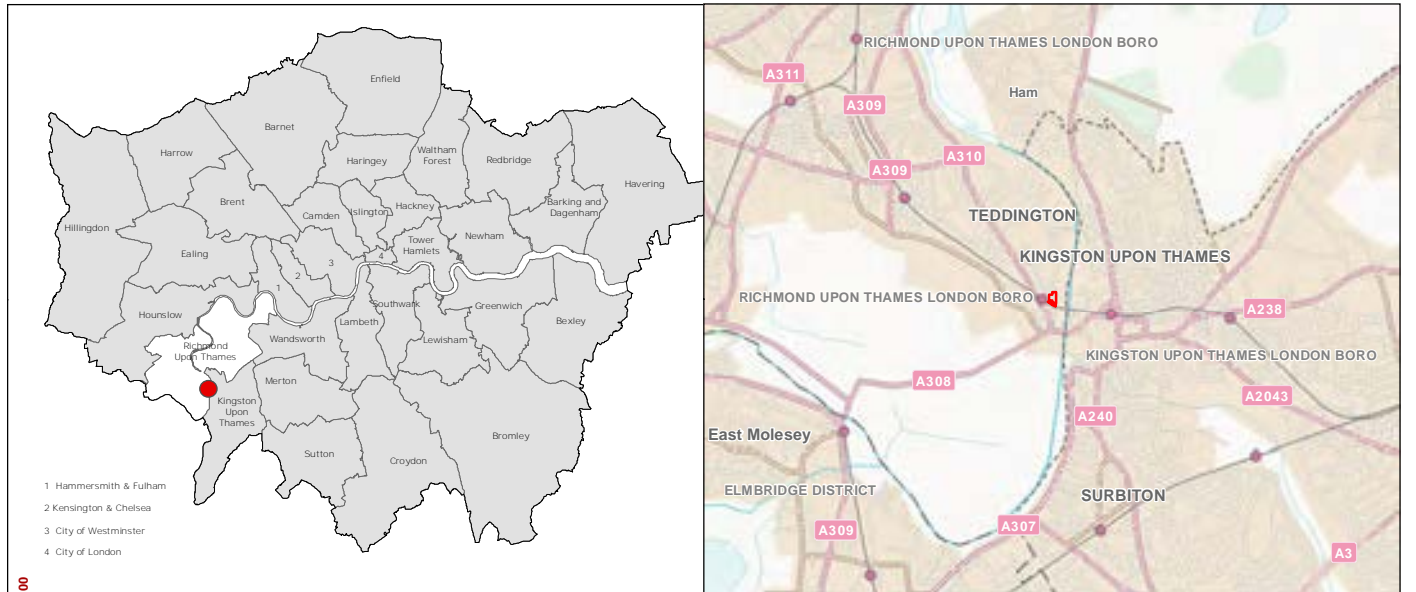 Enfield
Barnet
Harrow
Haringey
Waltham
Forest
Redbridge
Havering
Hillingdon
Brent
Camden
Islington
Hackney
Barking and
Dagenham
Ealing
Tower
Hamlets
Newham
1
2
3
4
Hounslow
Southwark
Greenwich
Bexley
Richmond
Upon Thames
Wandsworth
Lambeth
Lewisham
Merton
Kingston
Upon
Thames
Sutton
Croydon
Bromley
1 Hammersmith & Fulham
2 Kensington & Chelsea
3 City of Westminster
4 City of London
00
RICHMOND UPON THAMES LONDON BORO
A311
Ham
A309
A310
A309
TEDDINGTON
KINGSTON UPON THAMES
RICHMOND UPON THAMES LONDON BORO
A238
KINGSTON UPON THAMES LONDON BORO
A308
A2043
A240
East Molesey
ELMBRIDGE DISTRICT
SURBITON
A309
A307
A3